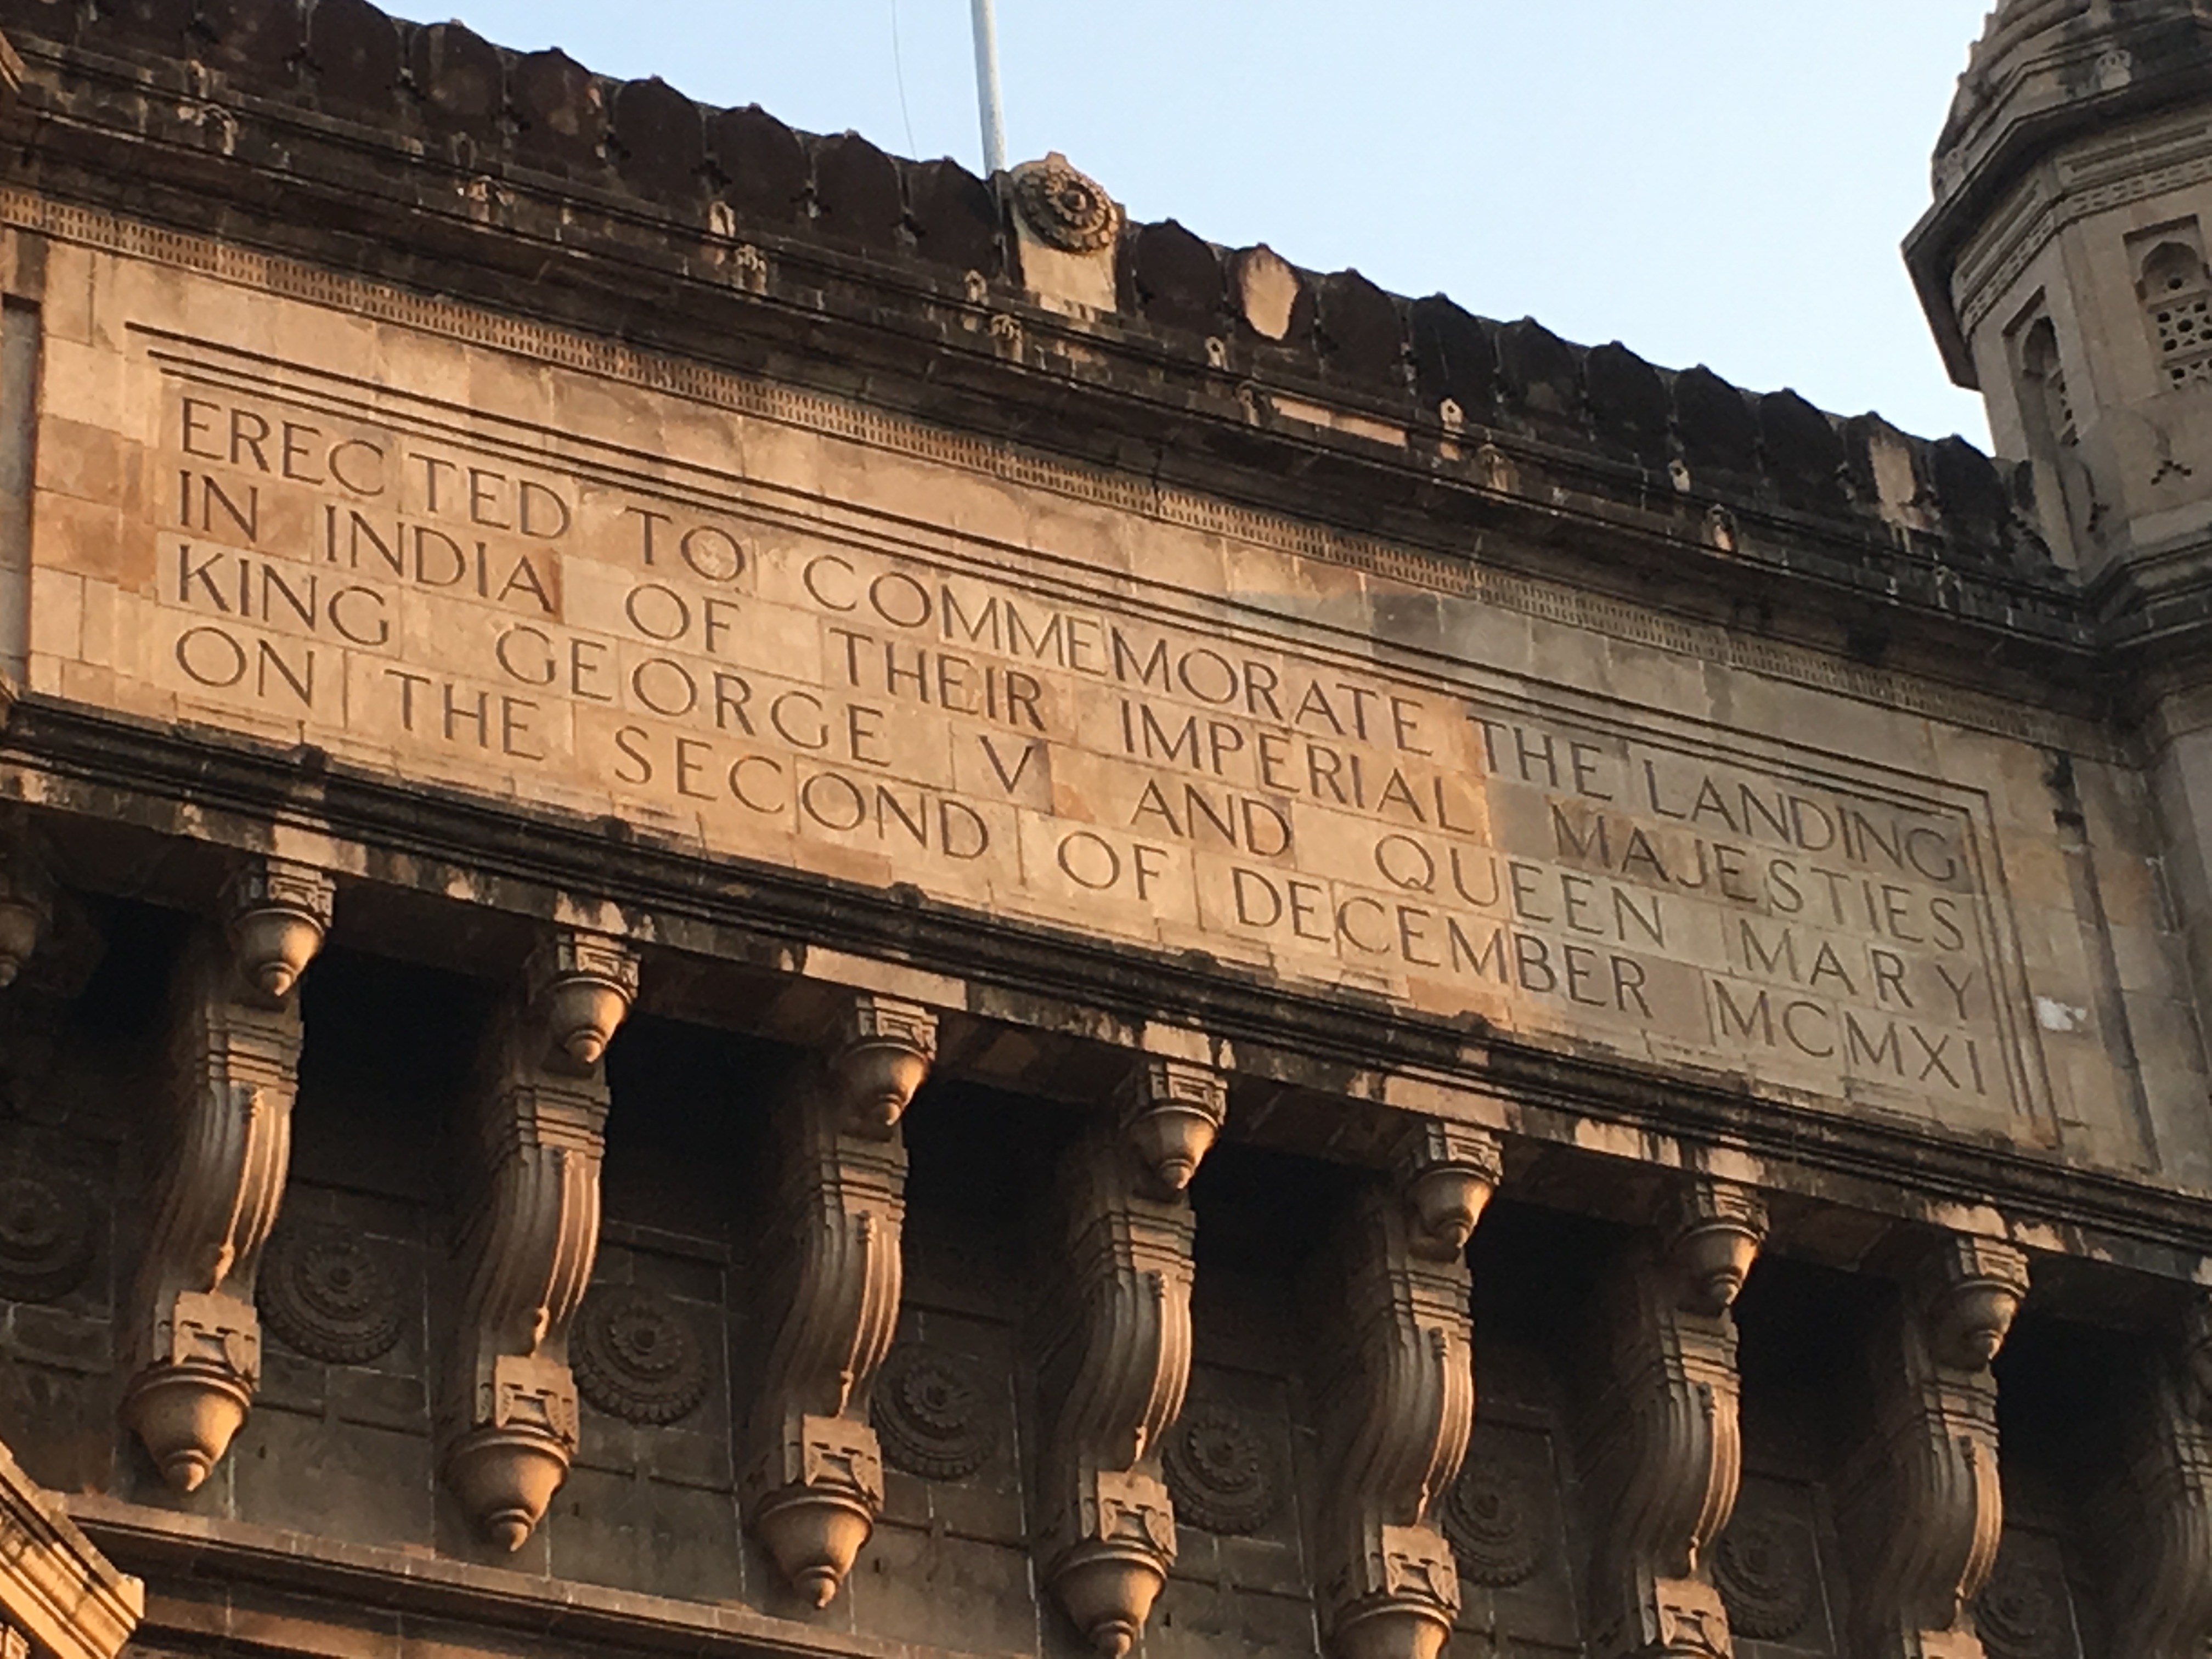 ERECTED TO COMMEMORATE THE LANDING
IN INDIA OF THEIR IMPERIAL MAJESTIES
KING GEORGE V AND QUEEN MARY
ON THE SECOND OF DECEMBER MCMXI